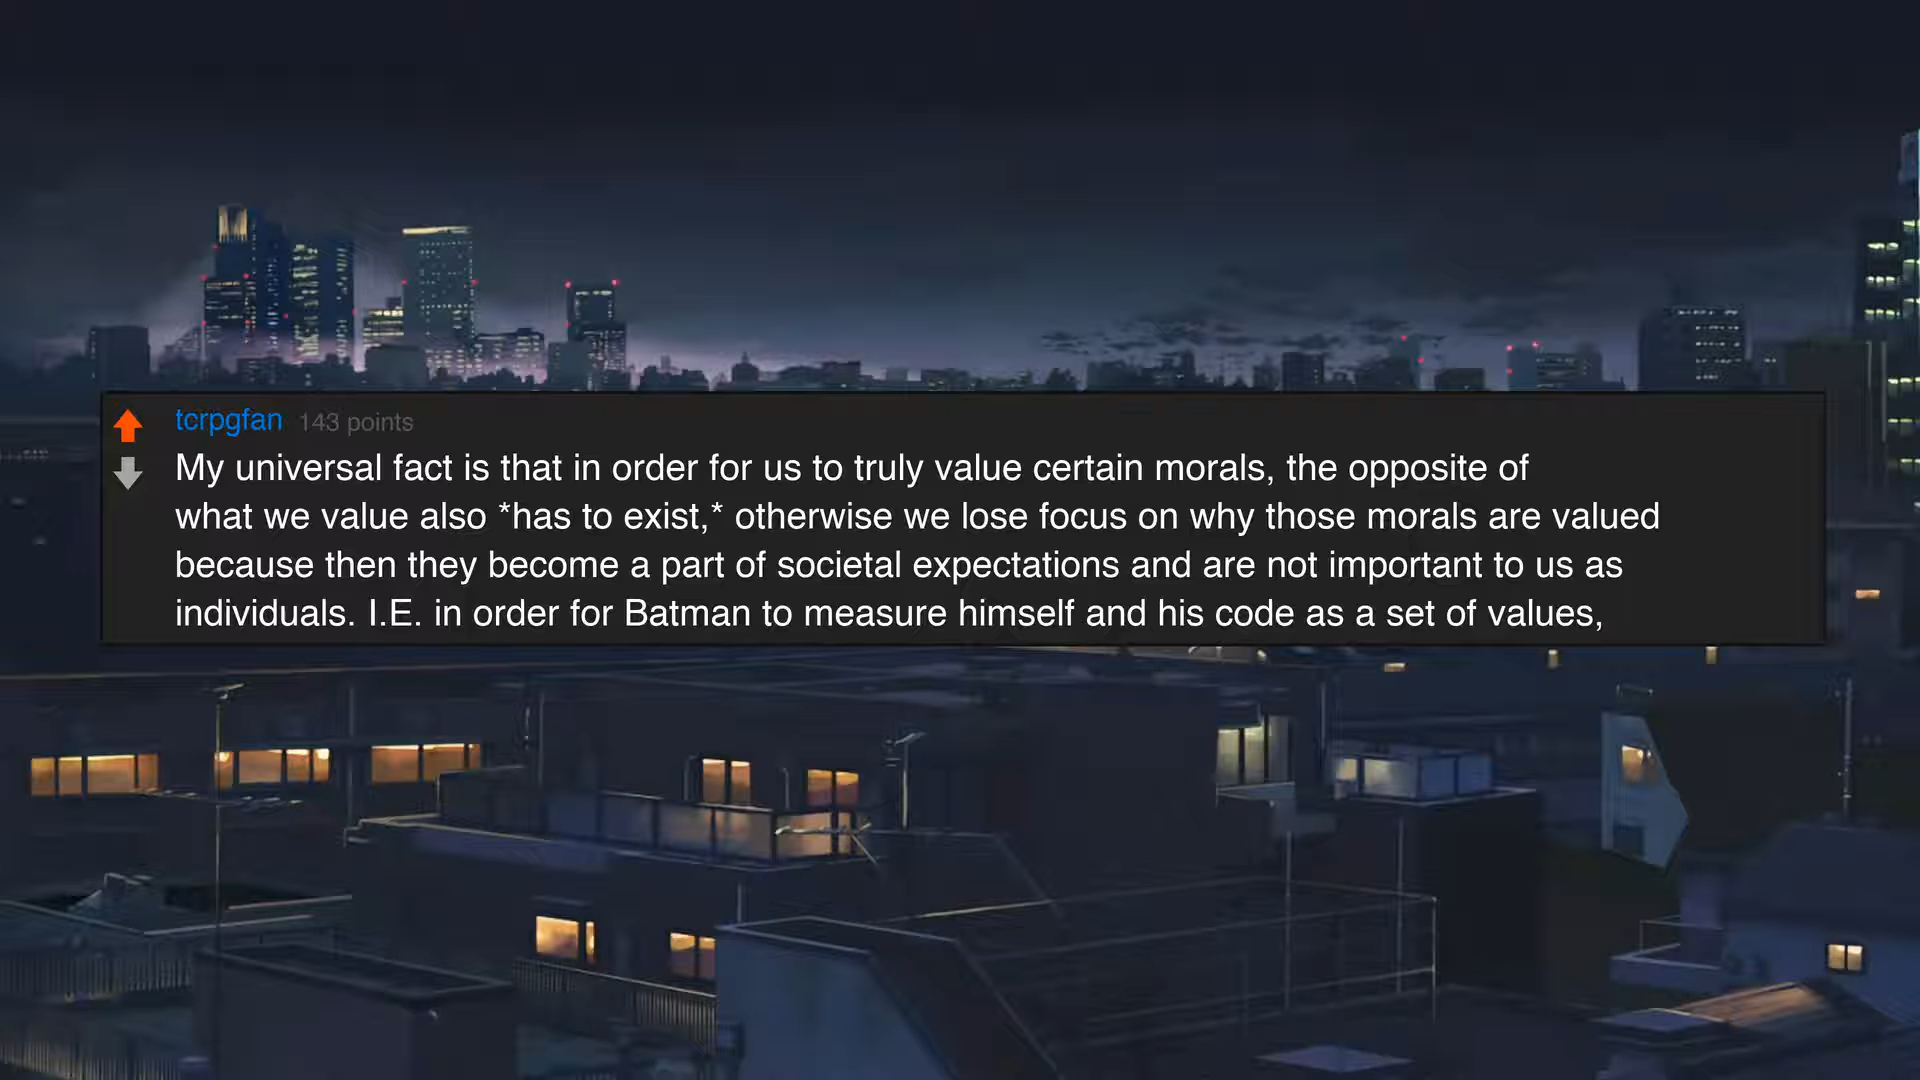 tcrpgfan 143 points
My universal fact is that in order for us to truly value certain morals, the opposite of
what we value also *has to exist,* otherwise we lose focus on why those morals are valued
because then they become a part of societal expectations and are not important to us as
individuals. I.E. in order for Batman to measure himself and his code as a set of values,